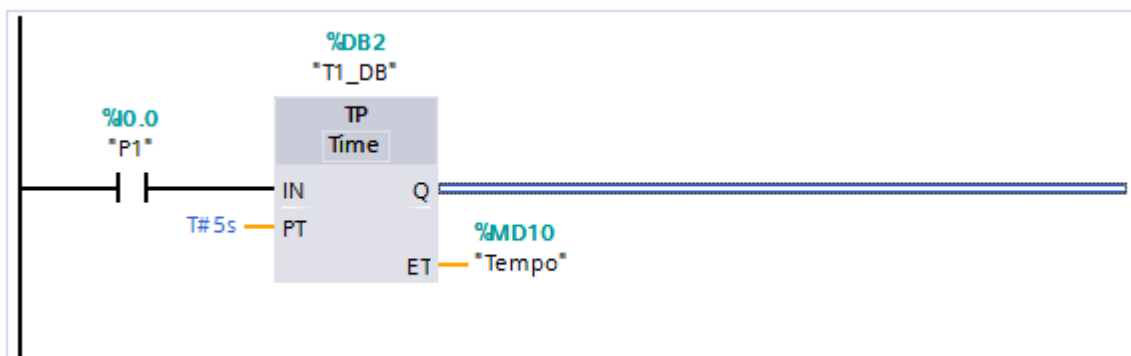 %DB2
"T1_DB"
%I0.0
"P1"
TP
Time
IN
Q
T#5s
PT
%MD10
ET
"Tempo"